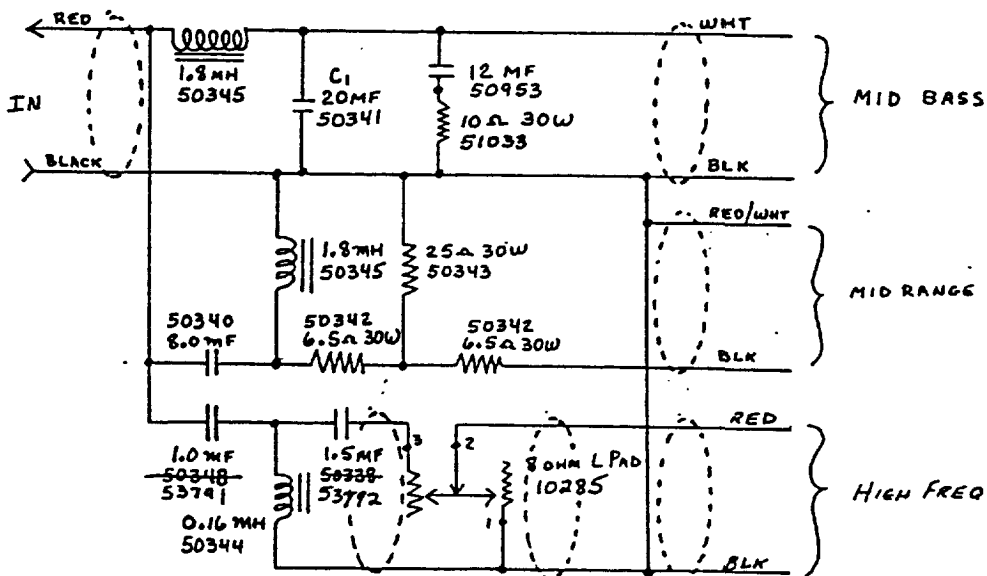 RED
WHT
1.8MH
50345
C1
20MF
50341
12 MF
50953
10Ω 30W
51033
IN
MID BASS
BLACK
BLK
RED/WHT
1.8MH
50345
25Ω 30W
50343
MID RANGE
50340
8.0MF
50342
6.5Ω 30W
50342
6.5Ω 30W
BLK
RED
3
2
1.0MF
50348
53791
1.5MF
50338
53792
8 OHM L PAD
10285
1
HIGH FREQ
0.16 MH
50344
BLK